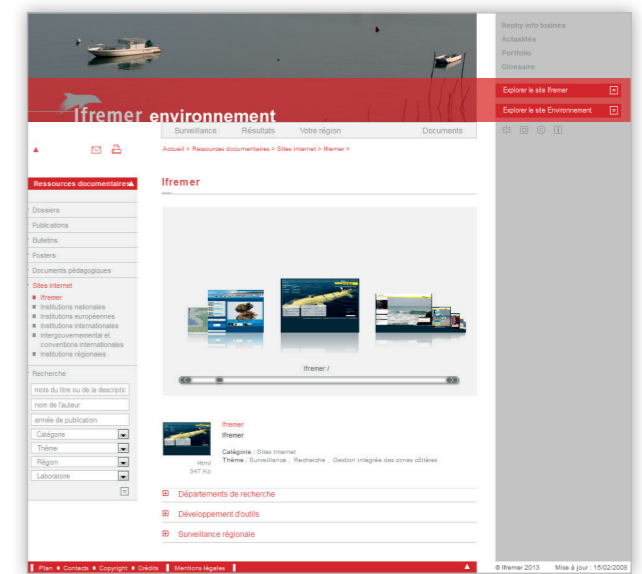 Rephy info toxines
Actualités
Portfolio
Glossaire
Explorer le site Ifremer
Explorer le site Environnement
Ifremer environnement
Surveillance Résultats Votre région Documents
Accueil > Ressources documentaires > Sites internet > Ifremer >
Ressources documentaires
Ifremer
Dossiers
Publications
Bulletins
Posters
Documents pédagogiques
Sites internet
Ifremer
Institutions nationales
Institutions européennes
Institutions internationales
Intergouvernemental et
conventions internationales
Institutions régionales
Recherche
mots du titre ou de la descriptic
nom de l'auteur
année de publication
Catégorie
Thème
Région
Laboratoire
Ifremer /
Ifremer
Ifremer
Catégorie : Sites Internet
Thème : Surveillance , Recherche , Gestion intégrée des zones côtières
Html
347 Ko
Départements de recherche
Développement d'outils
Surveillance régionale
Plan Contacts Copyright Crédits Mentions légales
© Ifremer 2013 Mise à jour : 15/02/2008